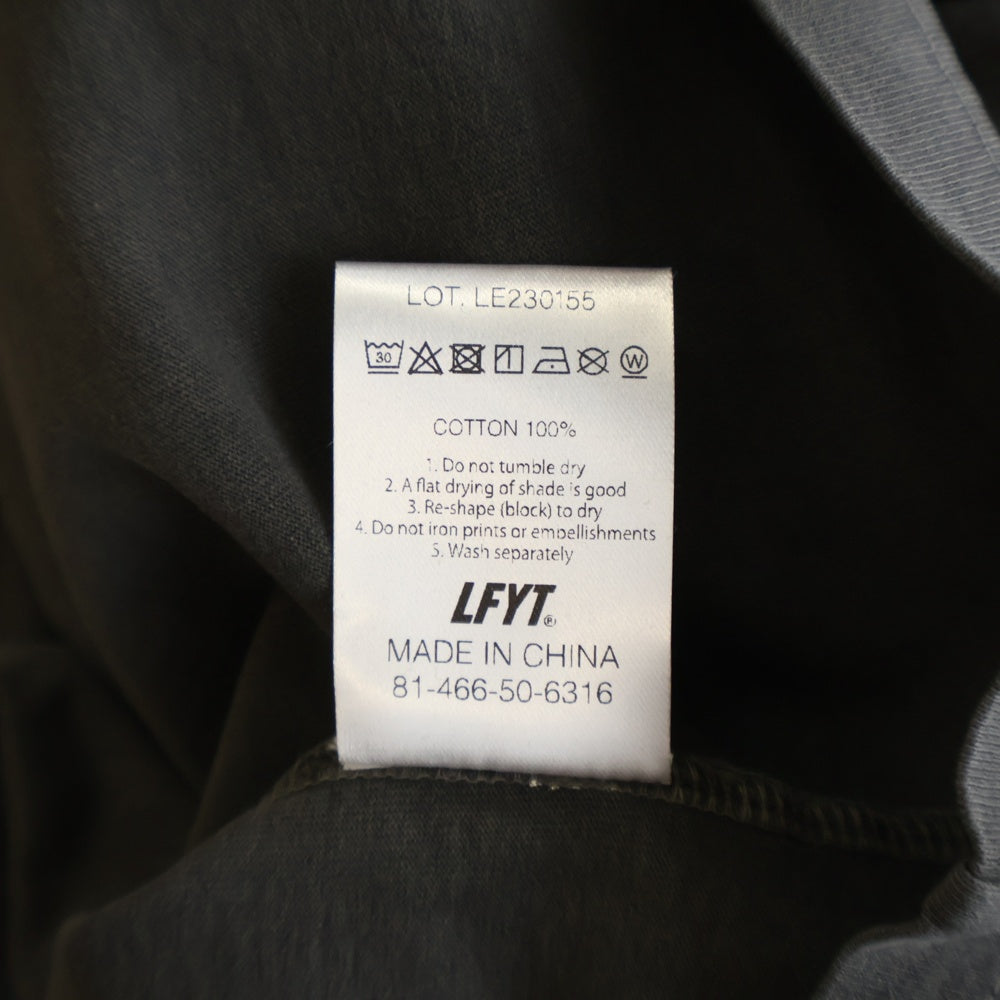 LOT. LE230155
30 W
COTTON 100%
1. Do not tumble dry
2. A flat drying of shade is good
3. Re-shape (block) to dry
4. Do not iron prints or embellishments
5. Wash separately
LFYT®
MADE IN CHINA
81-466-50-6316